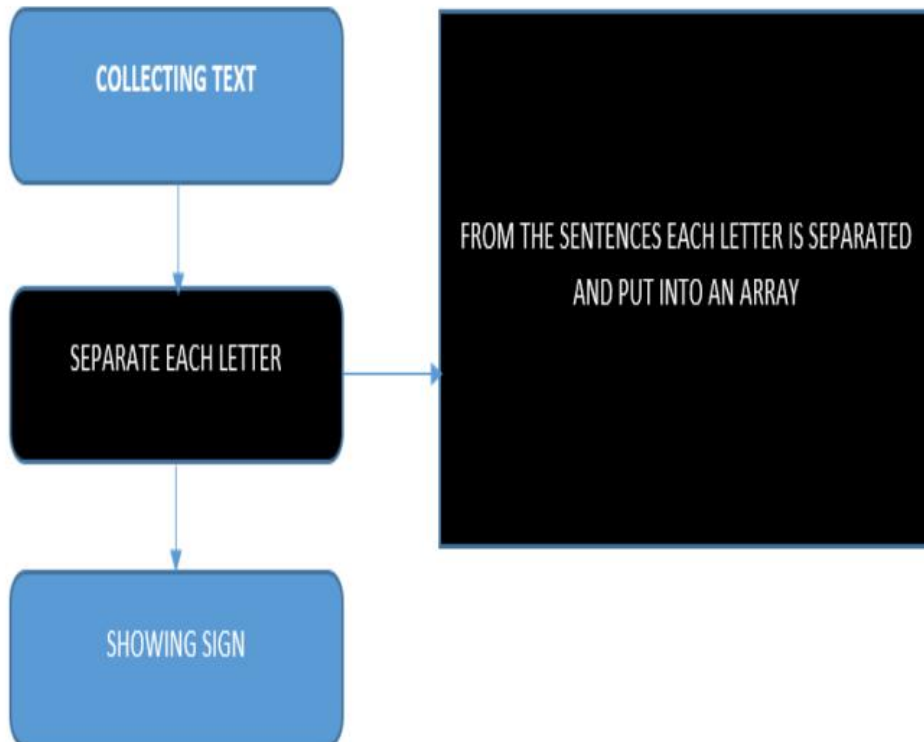 COLLECTING TEXT
SEPARATE EACH LETTER
SHOWING SIGN
FROM THE SENTENCES EACH LETTER IS SEPARATED
AND PUT INTO AN ARRAY